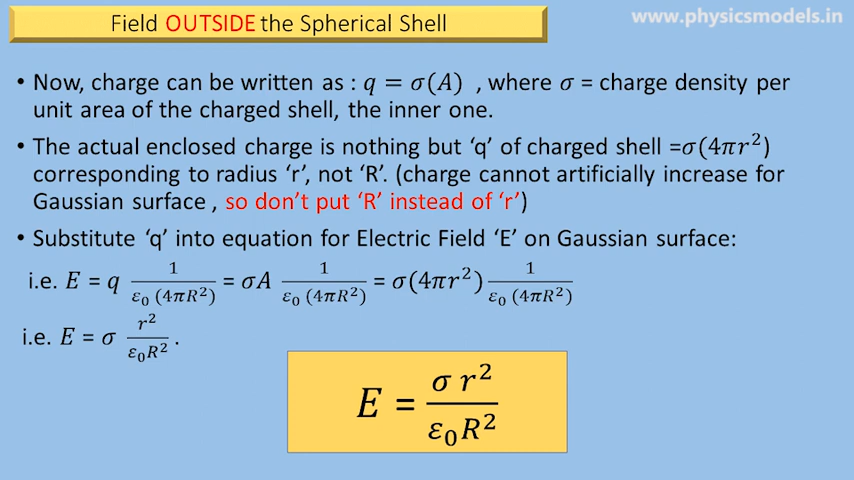 www.physicsmodels.in
Field OUTSIDE the Spherical Shell
• Now, charge can be written as : q = σ(A) , where σ = charge density per
unit area of the charged shell, the inner one.
• The actual enclosed charge is nothing but ‘q’ of charged shell =σ(4πr²)
corresponding to radius ‘r’, not ‘R’. (charge cannot artificially increase for
Gaussian surface , so don’t put ‘R’ instead of ‘r’)
• Substitute ‘q’ into equation for Electric Field ‘E’ on Gaussian surface:
i.e. E = q 1/(ε₀ (4πR²)) = σA 1/(ε₀ (4πR²)) = σ(4πr²) 1/(ε₀ (4πR²))
i.e. E = σ r²/(ε₀R²) .
E = σ r²/(ε₀R²)